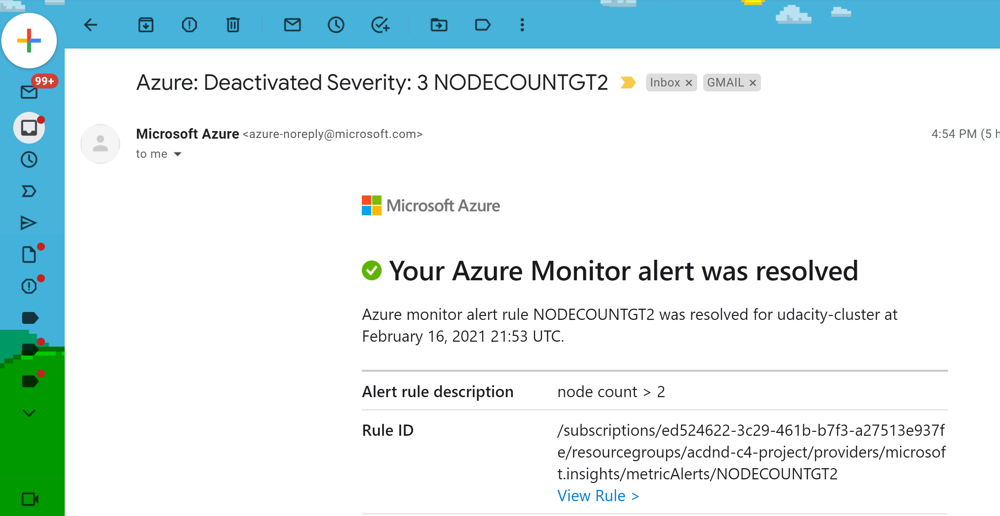 99+
Azure: Deactivated Severity: 3 NODECOUNTGT2 Inbox × GMAIL ×
Microsoft Azure <azure-noreply@microsoft.com> 4:54 PM (5 h
to me
Microsoft Azure
Your Azure Monitor alert was resolved
Azure monitor alert rule NODECOUNTGT2 was resolved for udacity-cluster at
February 16, 2021 21:53 UTC.
Alert rule description node count > 2
Rule ID /subscriptions/ed524622-3c29-461b-b7f3-a27513e937f
e/resourcegroups/acdnd-c4-project/providers/microsof
t.insights/metricAlerts/NODECOUNTGT2
View Rule >